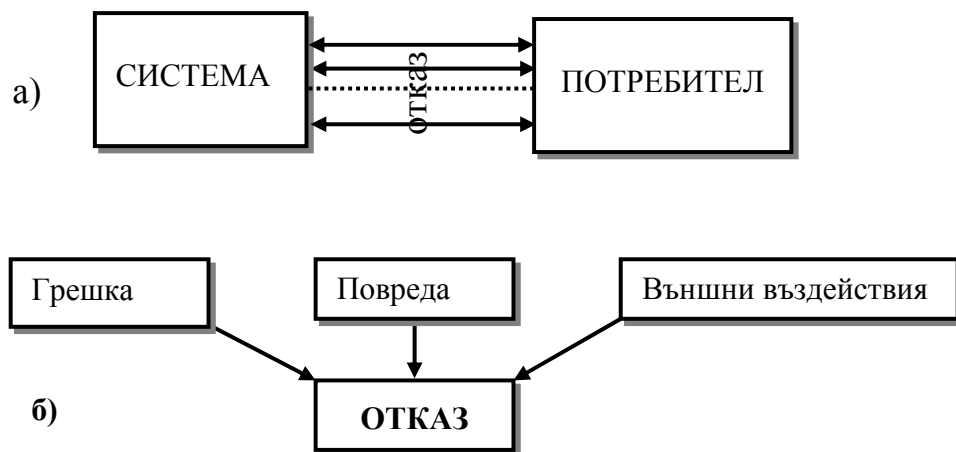 а)
СИСТЕМА
отказ
ПОТРЕБИТЕЛ
Грешка
Повреда
Външни въздействия
б)
ОТКАЗ